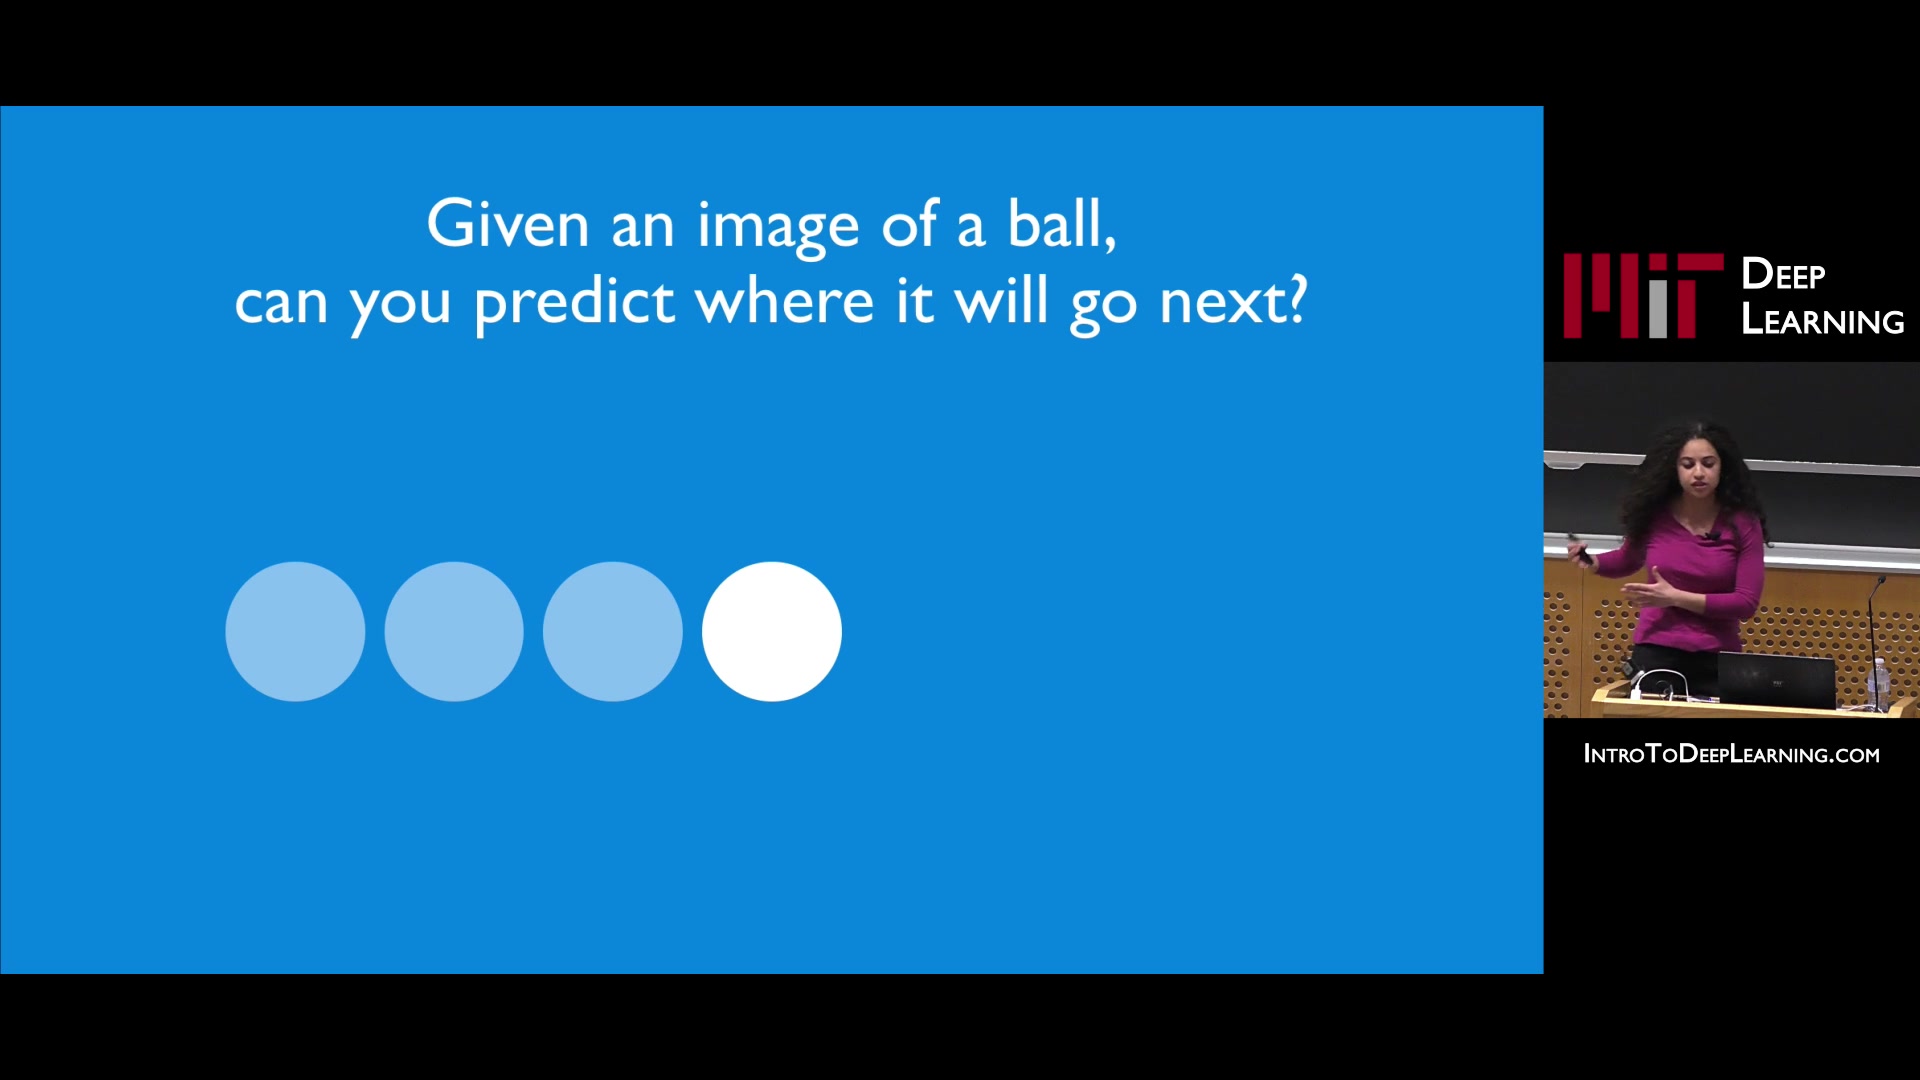 Given an image of a ball,
can you predict where it will go next?
MIT
DEEP
LEARNING
INTROTODEEPLEARNING.COM